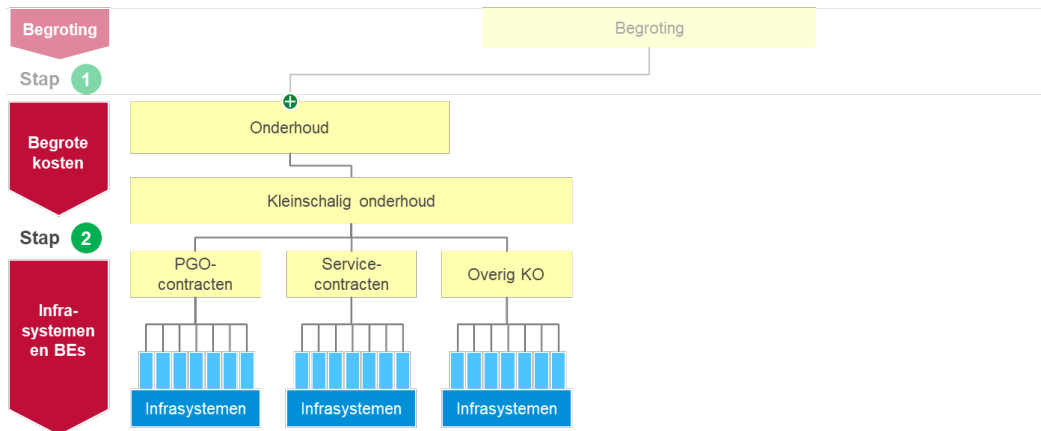 Begroting
Begroting
Stap 1
Onderhoud
Begrote
kosten
Kleinschalig onderhoud
Stap 2
PGO-
contracten
Service-
contracten
Overig KO
Infra-
systemen
en BEs
Infrasystemen
Infrasystemen
Infrasystemen